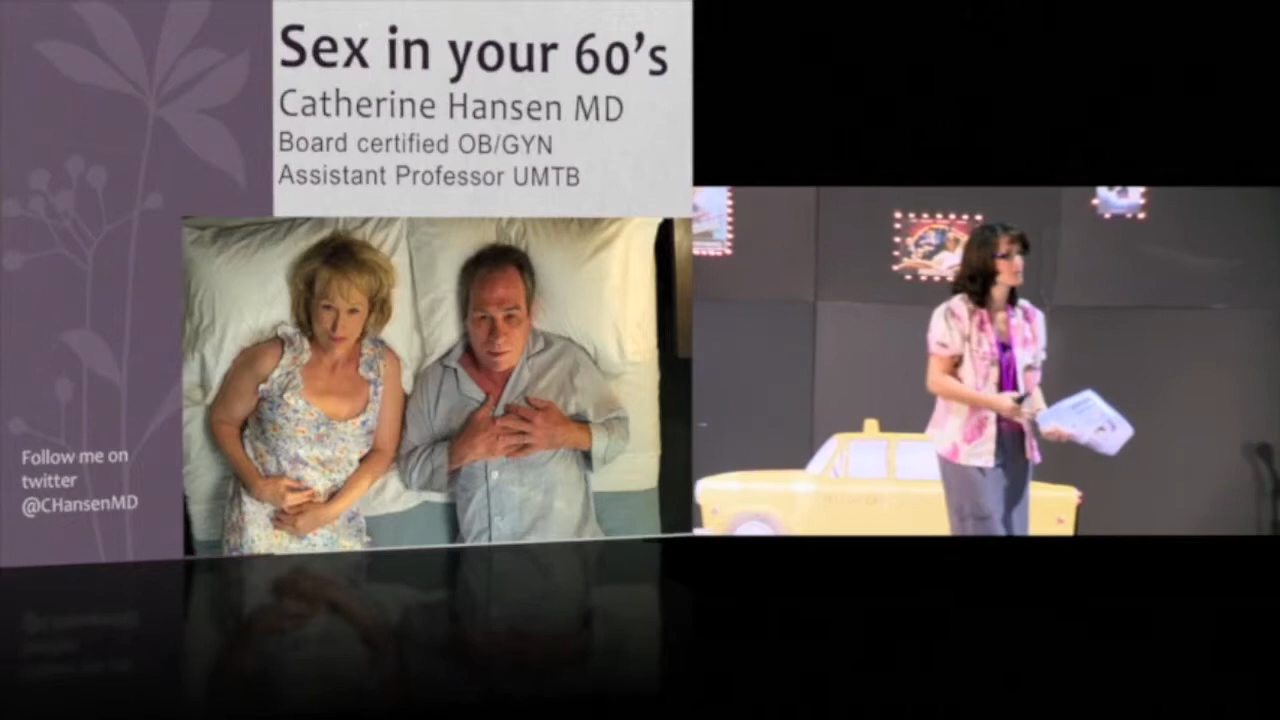 Sex in your 60's
Catherine Hansen MD
Board certified OB/GYN
Assistant Professor UMTB
Follow me on
twitter
@CHansenMD